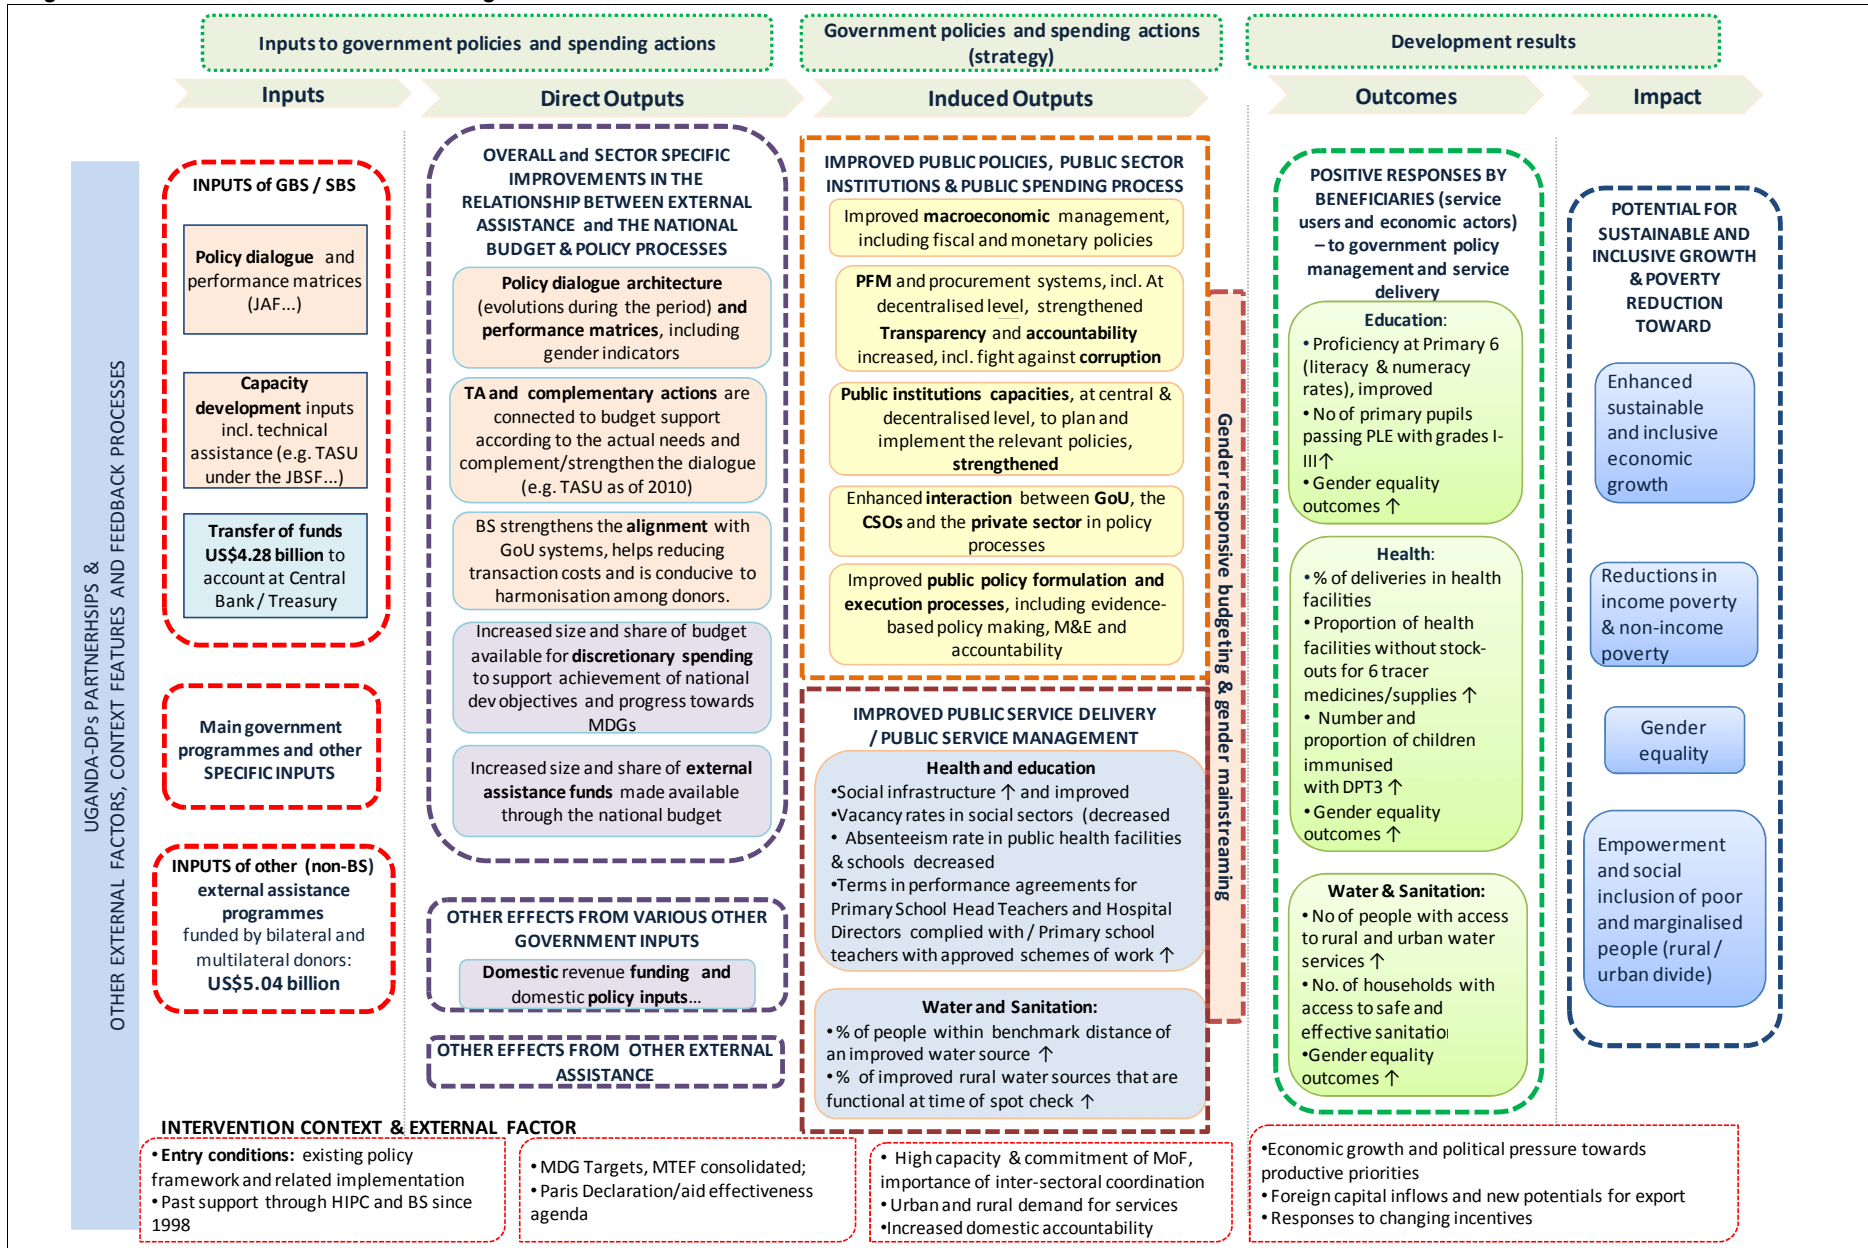 Inputs to government policies and spending actions
Government policies and spending actions
(strategy)
Development results
Inputs
Direct Outputs
Induced Outputs
Outcomes
Impact
UGANDA-DPs PARTNERHSIPS &
OTHER EXTERNAL FACTORS, CONTEXT FEATURES AND FEEDBACK PROCESSES
INPUTS of GBS / SBS
Policy dialogue and
performance matrices
(JAF...)
Capacity
development inputs
incl. technical
assistance (e.g. TASU
under the JBSF...)
Transfer of funds
US$4.28 billion to
account at Central
Bank / Treasury
Main government
programmes and other
SPECIFIC INPUTS
INPUTS of other (non-BS)
external assistance
programmes
funded by bilateral and
multilateral donors:
US$5.04 billion
OVERALL and SECTOR SPECIFIC
IMPROVEMENTS IN THE
RELATIONSHIP BETWEEN EXTERNAL
ASSISTANCE and THE NATIONAL
BUDGET & POLICY PROCESSES
Policy dialogue architecture
(evolutions during the period) and
performance matrices, including
gender indicators
TA and complementary actions are
connected to budget support
according to the actual needs and
complement/strengthen the dialogue
(e.g. TASU as of 2010)
BS strengthens the alignment with
GoU systems, helps reducing
transaction costs and is conducive to
harmonisation among donors.
Increased size and share of budget
available for discretionary spending
to support achievement of national
dev objectives and progress towards
MDGs
Increased size and share of external
assistance funds made available
through the national budget
OTHER EFFECTS FROM VARIOUS OTHER
GOVERNMENT INPUTS
Domestic revenue funding and
domestic policy inputs...
OTHER EFFECTS FROM OTHER EXTERNAL
ASSISTANCE
IMPROVED PUBLIC POLICIES, PUBLIC SECTOR
INSTITUTIONS & PUBLIC SPENDING PROCESS
Improved macroeconomic management,
including fiscal and monetary policies
PFM and procurement systems, incl. At
decentralised level, strengthened
Transparency and accountability
increased, incl. fight against corruption
Public institutions capacities, at central &
decentralised level, to plan and
implement the relevant policies,
strengthened
Enhanced interaction between GoU, the
CSOs and the private sector in policy
processes
Improved public policy formulation and
execution processes, including evidence-
based policy making, M&E and
accountability
IMPROVED PUBLIC SERVICE DELIVERY
/ PUBLIC SERVICE MANAGEMENT
Health and education
•Social infrastructure ↑ and improved
•Vacancy rates in social sectors (decreased
• Absenteeism rate in public health facilities
& schools decreased
•Terms in performance agreements for
Primary School Head Teachers and Hospital
Directors complied with / Primary school
teachers with approved schemes of work ↑
Water and Sanitation:
• % of people within benchmark distance of
an improved water source ↑
• % of improved rural water sources that are
functional at time of spot check ↑
Gender responsive budgeting & gender mainstreaming
POSITIVE RESPONSES BY
BENEFICIARIES (service
users and economic actors)
– to government policy
management and service
delivery
Education:
• Proficiency at Primary 6
(literacy & numeracy
rates), improved
• No of primary pupils
passing PLE with grades I-
III↑
• Gender equality
outcomes ↑
Health:
• % of deliveries in health
facilities
• Proportion of health
facilities without stock-
outs for 6 tracer
medicines/supplies ↑
• Number and
proportion of children
immunised
with DPT3 ↑
• Gender equality
outcomes ↑
Water & Sanitation:
• No of people with access
to rural and urban water
services ↑
• No. of households with
access to safe and
effective sanitation
•Gender equality
outcomes ↑
POTENTIAL FOR
SUSTAINABLE AND
INCLUSIVE GROWTH
& POVERTY
REDUCTION
TOWARD
Enhanced
sustainable
and inclusive
economic
growth
Reductions in
income poverty
& non-income
poverty
Gender
equality
Empowerment
and social
inclusion of poor
and marginalised
people (rural /
urban divide)
INTERVENTION CONTEXT & EXTERNAL FACTOR
• Entry conditions: existing policy
framework and related implementation
• Past support through HIPC and BS since
1998
• MDG Targets, MTEF consolidated;
• Paris Declaration/aid effectiveness
agenda
• High capacity & commitment of MoF,
importance of inter-sectoral coordination
• Urban and rural demand for services
•Increased domestic accountability
•Economic growth and political pressure towards
productive priorities
• Foreign capital inflows and new potentials for export
• Responses to changing incentives